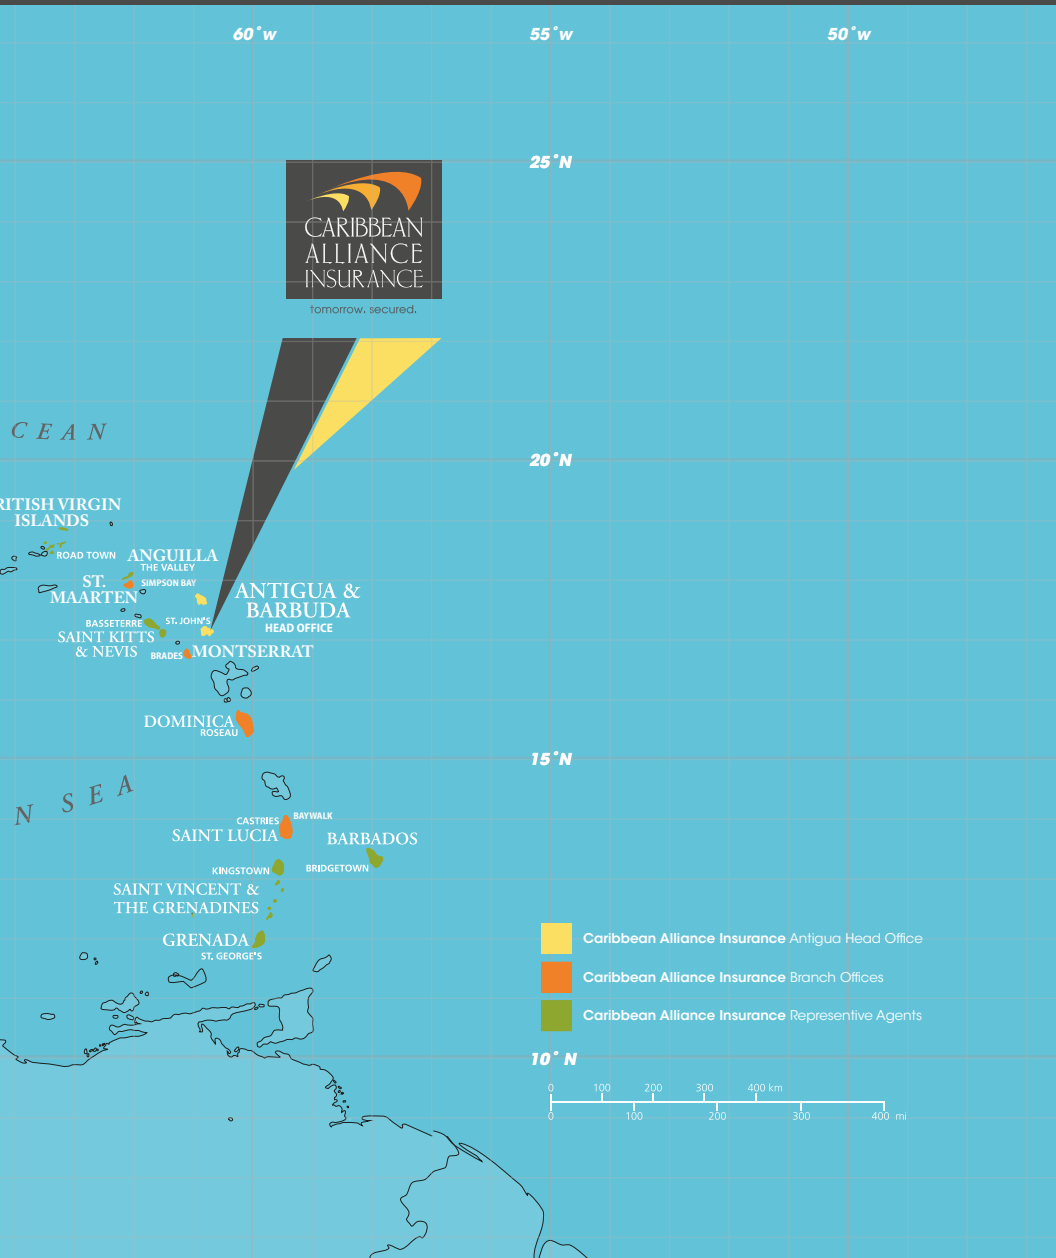 60°W
55°W
50°W
25°N
CARIBBEAN
ALLIANCE
INSURANCE
tomorrow. secured.
CEAN
20°N
RITISH VIRGIN
ISLANDS
ROAD TOWN
ANGUILLA
THE VALLEY
ST.
MAARTEN
SIMPSON BAY
ANTIGUA &
BARBUDA
HEAD OFFICE
ST. JOHN'S
BASSETERRE
SAINT KITTS
& NEVIS
BRADES
MONTSERRAT
DOMINICA
ROSEAU
15°N
N SEA
CASTRIES
BAYWALK
SAINT LUCIA
BARBADOS
BRIDGETOWN
KINGSTOWN
SAINT VINCENT &
THE GRENADINES
GRENADA
ST. GEORGE'S
Caribbean Alliance Insurance Antigua Head Office
Caribbean Alliance Insurance Branch Offices
Caribbean Alliance Insurance Representive Agents
10° N
0 100 200 300 400 km
0 100 200 300 400 mi